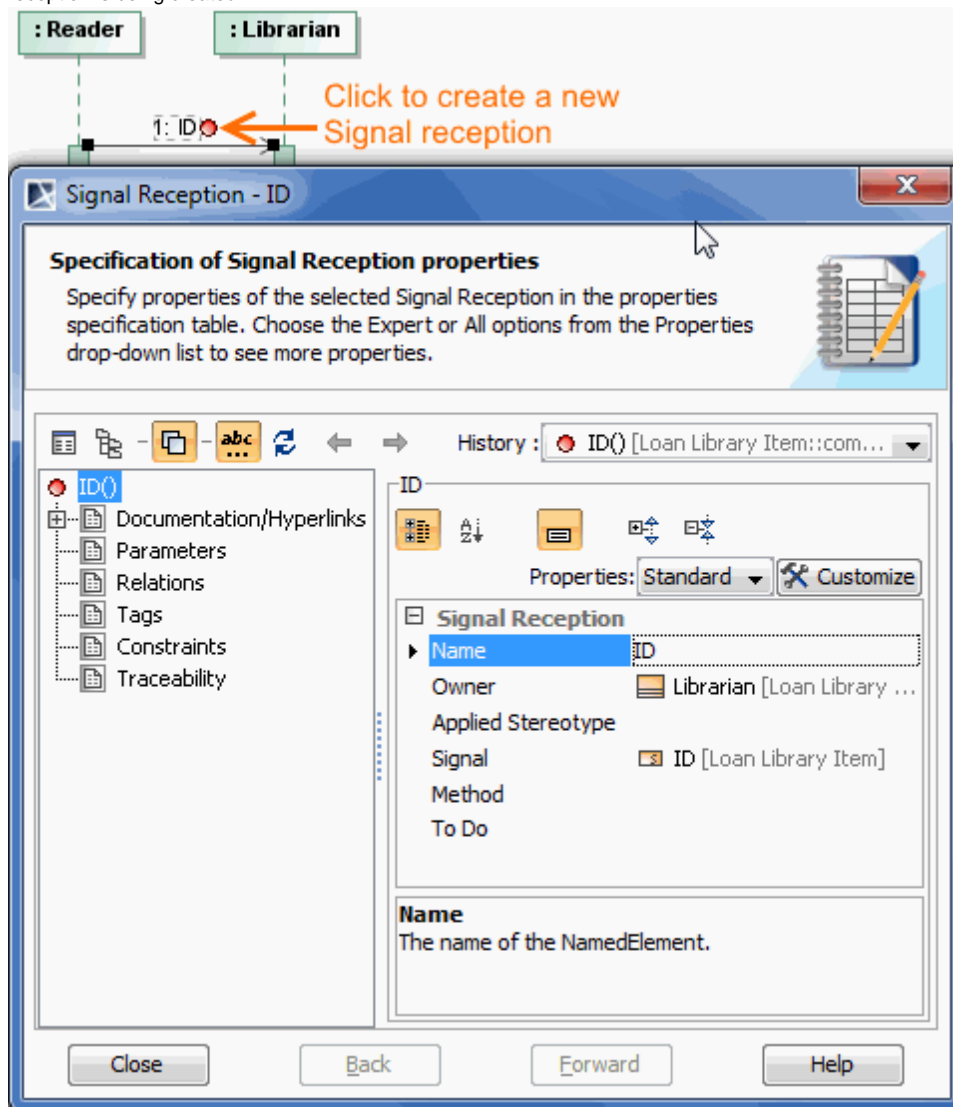 : Reader
: Librarian
Click to create a new
Signal reception
1: ID
Signal Reception - ID
x
Specification of Signal Reception properties
Specify properties of the selected Signal Reception in the properties
specification table. Choose the Expert or All options from the Properties
drop-down list to see more properties.
abc
History : ID() [Loan Library Item::com...
ID()
Documentation/Hyperlinks
Parameters
Relations
Tags
Constraints
Traceability
ID
Properties: Standard Customize
Signal Reception
Name ID
Owner Librarian [Loan Library ...
Applied Stereotype
Signal ID [Loan Library Item]
Method
To Do
Name
The name of the NamedElement.
Close Back Forward Help